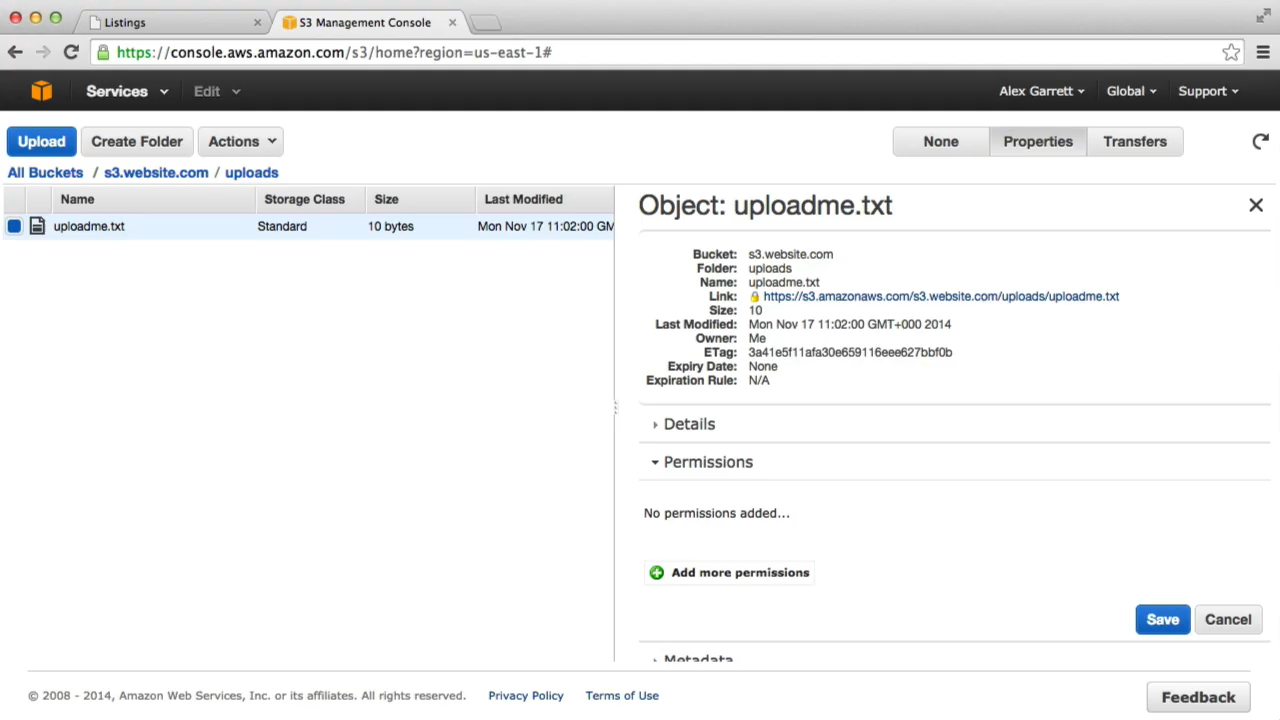 Listings
S3 Management Console
https://console.aws.amazon.com/s3/home?region=us-east-1#
Services Edit Alex Garrett Global Support
Upload Create Folder Actions None Properties Transfers
All Buckets / s3.website.com / uploads
Name Storage Class Size Last Modified
uploadme.txt Standard 10 bytes Mon Nov 17 11:02:00 GM
Object: uploadme.txt
Bucket: s3.website.com
Folder: uploads
Name: uploadme.txt
Link: https://s3.amazonaws.com/s3.website.com/uploads/uploadme.txt
Size: 10
Last Modified: Mon Nov 17 11:02:00 GMT+000 2014
Owner: Me
ETag: 3a41e5f11afa30e659116eee627bbf0b
Expiry Date: None
Expiration Rule: N/A
Details
Permissions
No permissions added...
Add more permissions
Save Cancel
Metadata
© 2008 - 2014, Amazon Web Services, Inc. or its affiliates. All rights reserved. Privacy Policy Terms of Use Feedback